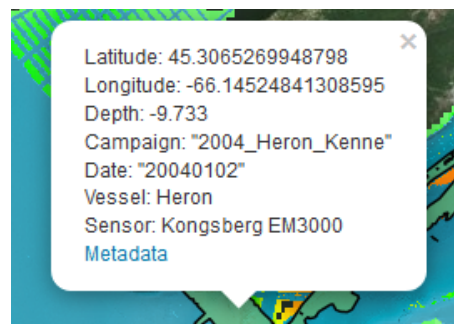 Latitude: 45.3065269948798
Longitude: -66.14524841308595
Depth: -9.733
Campaign: "2004_Heron_Kenne"
Date: "20040102"
Vessel: Heron
Sensor: Kongsberg EM3000
Metadata